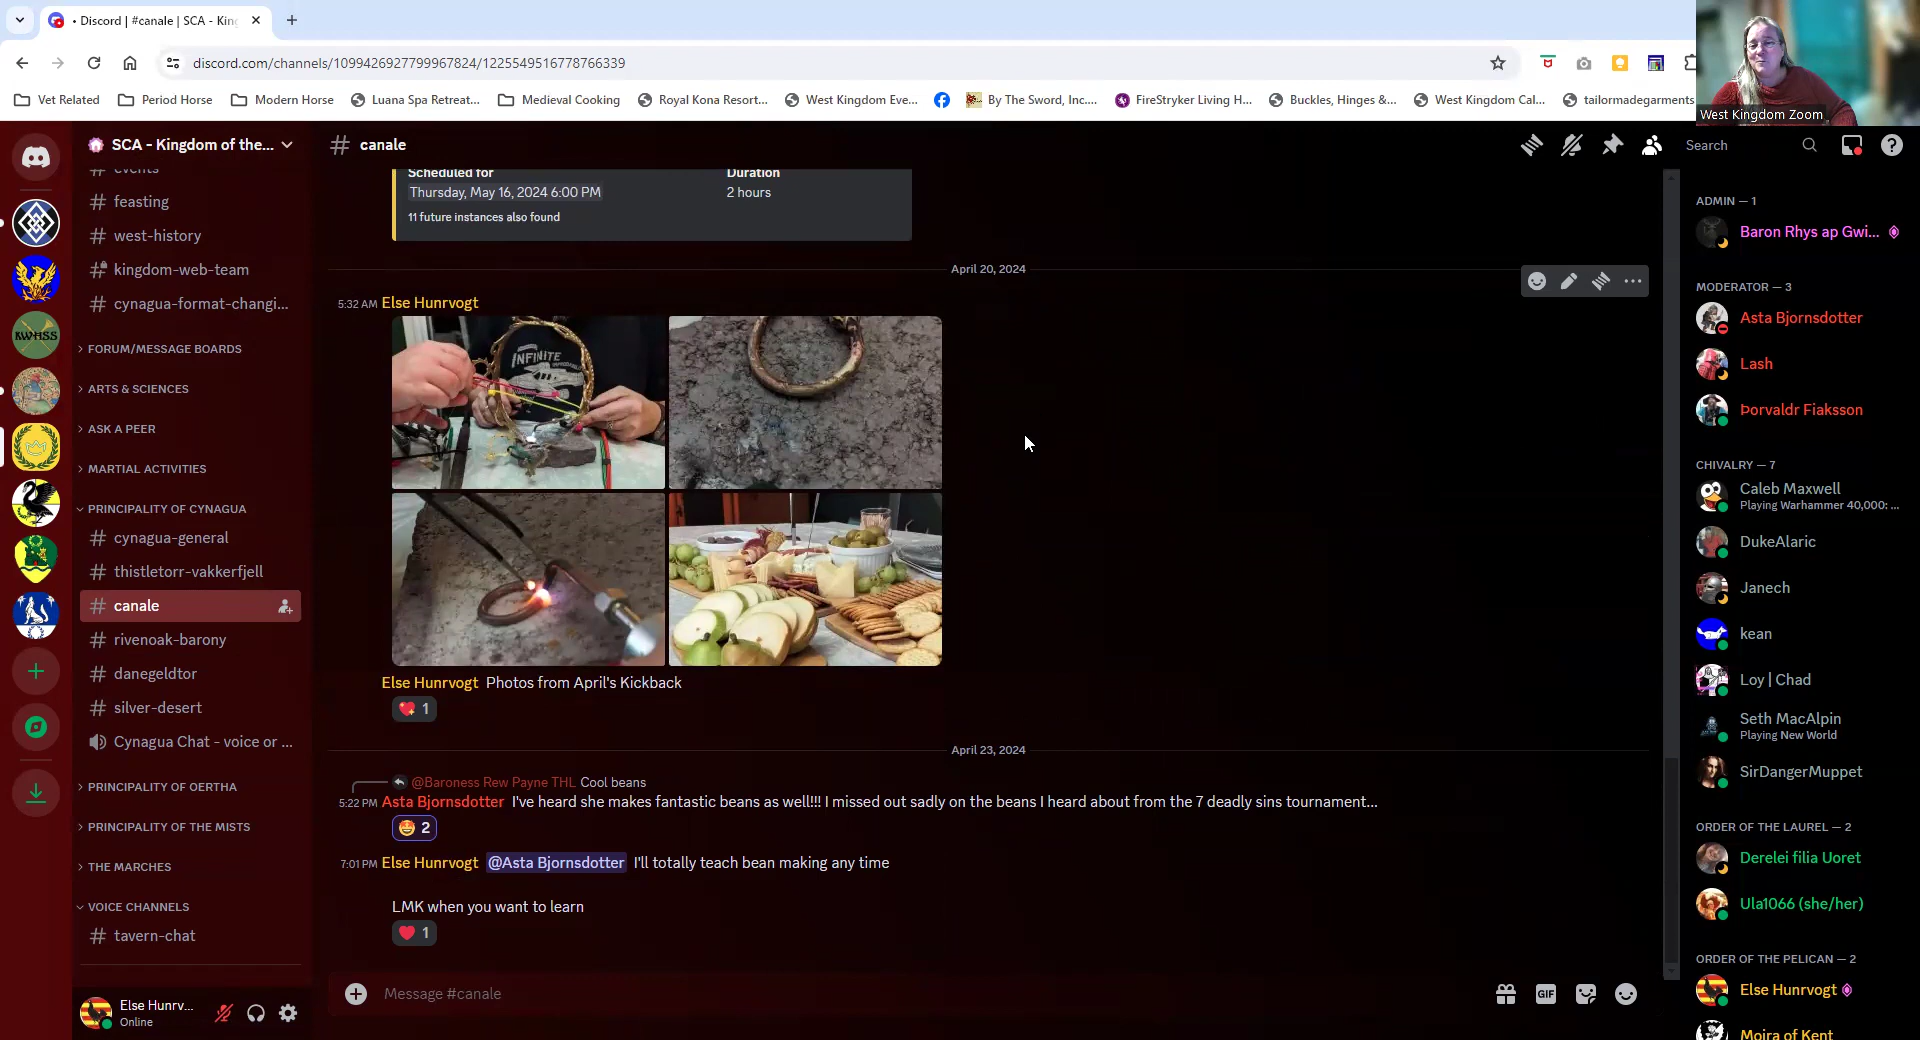 • Discord | #canale | SCA - King
discord.com/channels/1099426927799967824/1225549516778766339
Vet Related
Period Horse
Modern Horse
Luana Spa Retreat...
Medieval Cooking
Royal Kona Resort...
West Kingdom Eve...
By The Sword, Inc....
FireStryker Living H...
Buckles, Hinges &...
West Kingdom Cal...
tailormadegarments
West Kingdom Zoom
SCA - Kingdom of the...
canale
Search
events
feasting
west-history
kingdom-web-team
cynagua-format-changi...
FORUM/MESSAGE BOARDS
ARTS & SCIENCES
ASK A PEER
MARTIAL ACTIVITIES
PRINCIPALITY OF CYNAGUA
cynagua-general
thistletorr-vakkerfjell
canale
rivenoak-barony
danegeldtor
silver-desert
Cynagua Chat - voice or ...
PRINCIPALITY OF OERTHA
PRINCIPALITY OF THE MISTS
THE MARCHES
VOICE CHANNELS
tavern-chat
Else Hunrv...
Online
KWHSS
Scheduled for
Duration
Thursday, May 16, 2024 6:00 PM
2 hours
11 future instances also found
April 20, 2024
5:32 AM Else Hunrvogt
INFINITE
Else Hunrvogt Photos from April's Kickback
1
April 23, 2024
@Baroness Rew Payne THL Cool beans
5:22 PM Asta Bjornsdotter I've heard she makes fantastic beans as well!!! I missed out sadly on the beans I heard about from the 7 deadly sins tournament...
2
7:01 PM Else Hunrvogt @Asta Bjornsdotter I'll totally teach bean making any time
LMK when you want to learn
1
Message #canale
GIF
ADMIN — 1
Baron Rhys ap Gwi...
MODERATOR — 3
Asta Bjornsdotter
Lash
Þorvaldr Fiaksson
CHIVALRY — 7
Caleb Maxwell
Playing Warhammer 40,000: ...
DukeAlaric
Janech
kean
Loy | Chad
Seth MacAlpin
Playing New World
SirDangerMuppet
ORDER OF THE LAUREL — 2
Derelei filia Uoret
Ula1066 (she/her)
ORDER OF THE PELICAN — 2
Else Hunrvogt
Moira of Kent